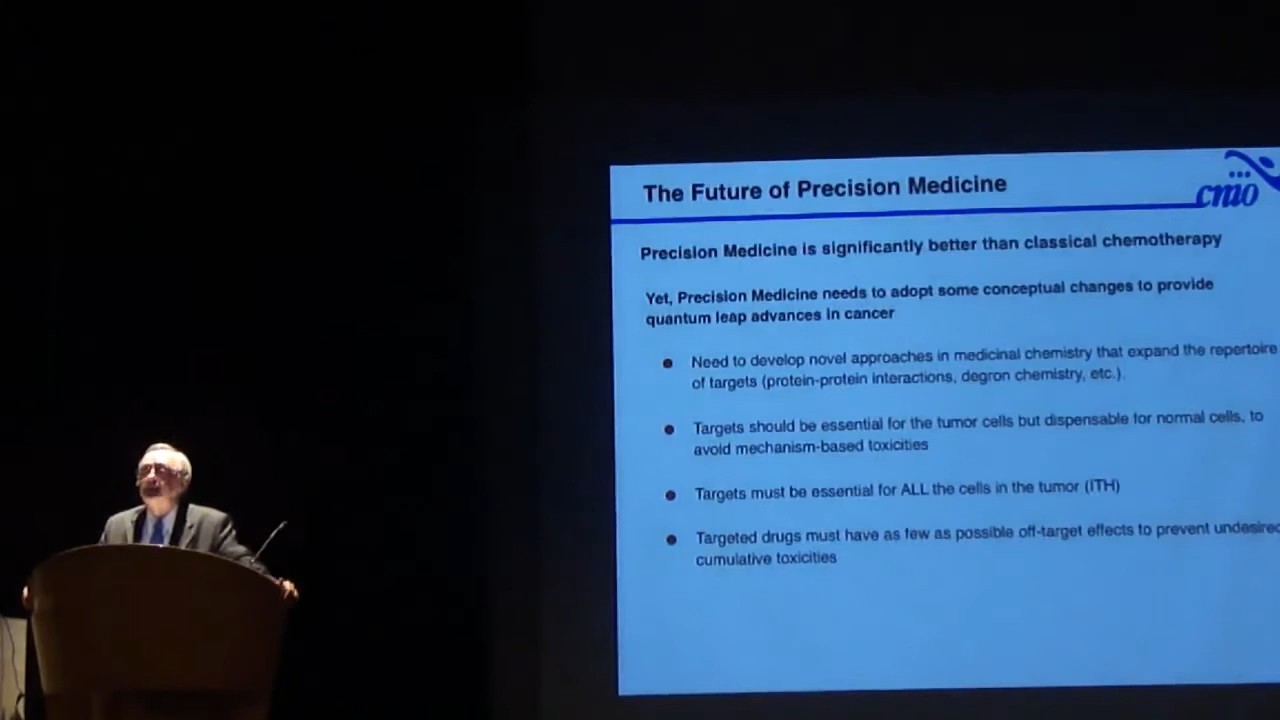 The Future of Precision Medicine
Precision Medicine is significantly better than classical chemotherapy
Yet, Precision Medicine needs to adopt some conceptual changes to provide
quantum leap advances in cancer
Need to develop novel approaches in medicinal chemistry that expand the repertoire
of targets (protein-protein interactions, degron chemistry, etc.).
Targets should be essential for the tumor cells but dispensable for normal cells, to
avoid mechanism-based toxicities
Targets must be essential for ALL the cells in the tumor (ITH)
Targeted drugs must have as few as possible off-target effects to prevent undesired
cumulative toxicities